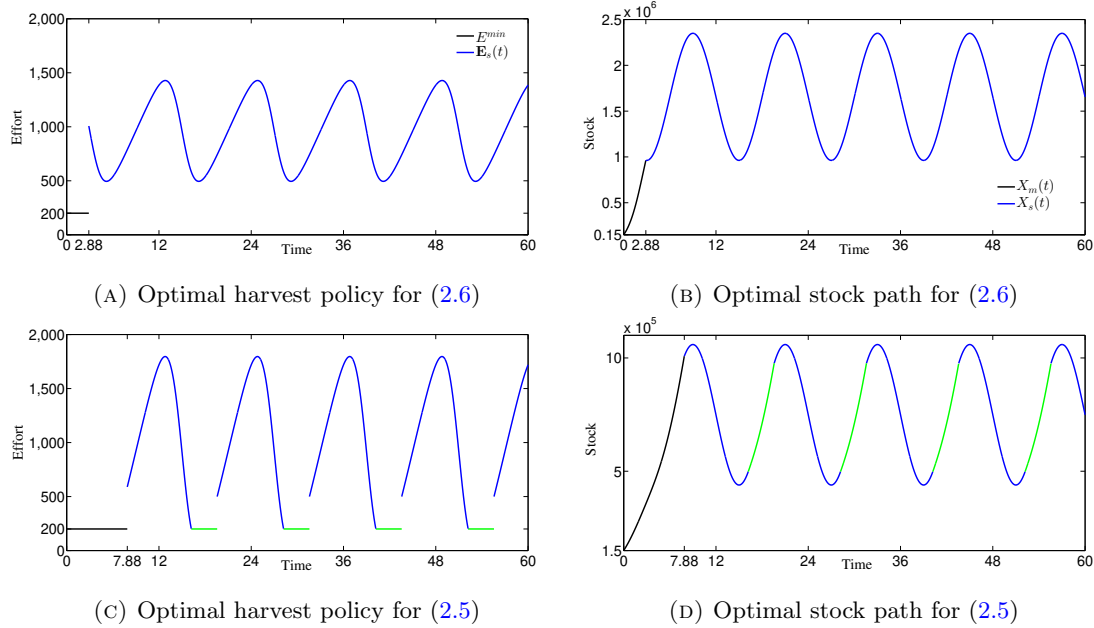 2,000
1,500
1,000
500
200
0
Effort
E^min
E_s(t)
0 2.88 12 24 36 48 60
Time
(A) Optimal harvest policy for (2.6)
x 10^6
2.5
2
1.5
1
0.5
0.15
Stock
X_m(t)
X_s(t)
0 2.88 12 24 36 48 60
Time
(B) Optimal stock path for (2.6)
2,000
1,500
1,000
500
200
0
Effort
0 7.88 12 24 36 48 60
Time
(C) Optimal harvest policy for (2.5)
x 10^5
10
5
1.5
Stock
0 7.88 12 24 36 48 60
Time
(D) Optimal stock path for (2.5)